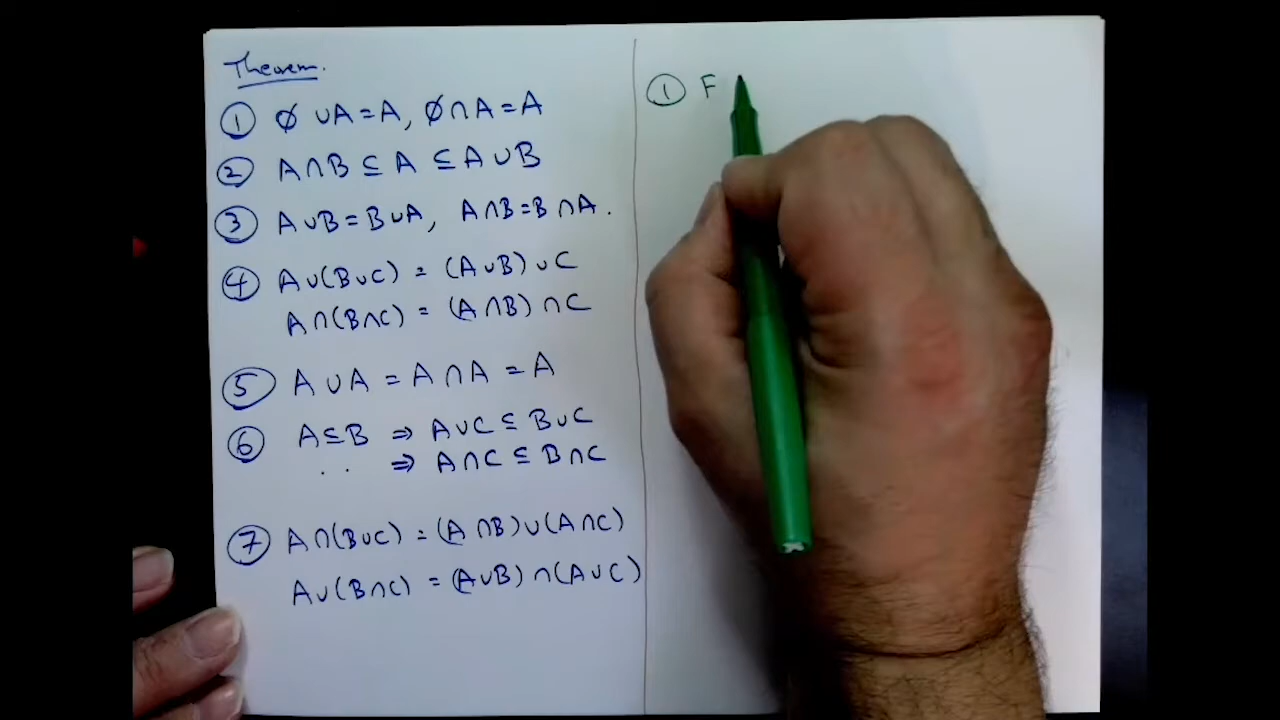 Theorem.
① ∅ ∪A = A, ∅∩A = A
② A∩B ⊆ A ⊆ A∪B
③ A∪B = B∪A, A∩B = B∩A.
④ A∪(B∪C) = (A∪B)∪C
A∩(B∩C) = (A∩B)∩C
⑤ A∪A = A∩A = A
⑥ A⊆B ⇒ A∪C ⊆ B∪C
.. ⇒ A∩C ⊆ B∩C
⑦ A∩(B∪C) = (A∩B)∪(A∩C)
A∪(B∩C) = (A∪B)∩(A∪C)
① F